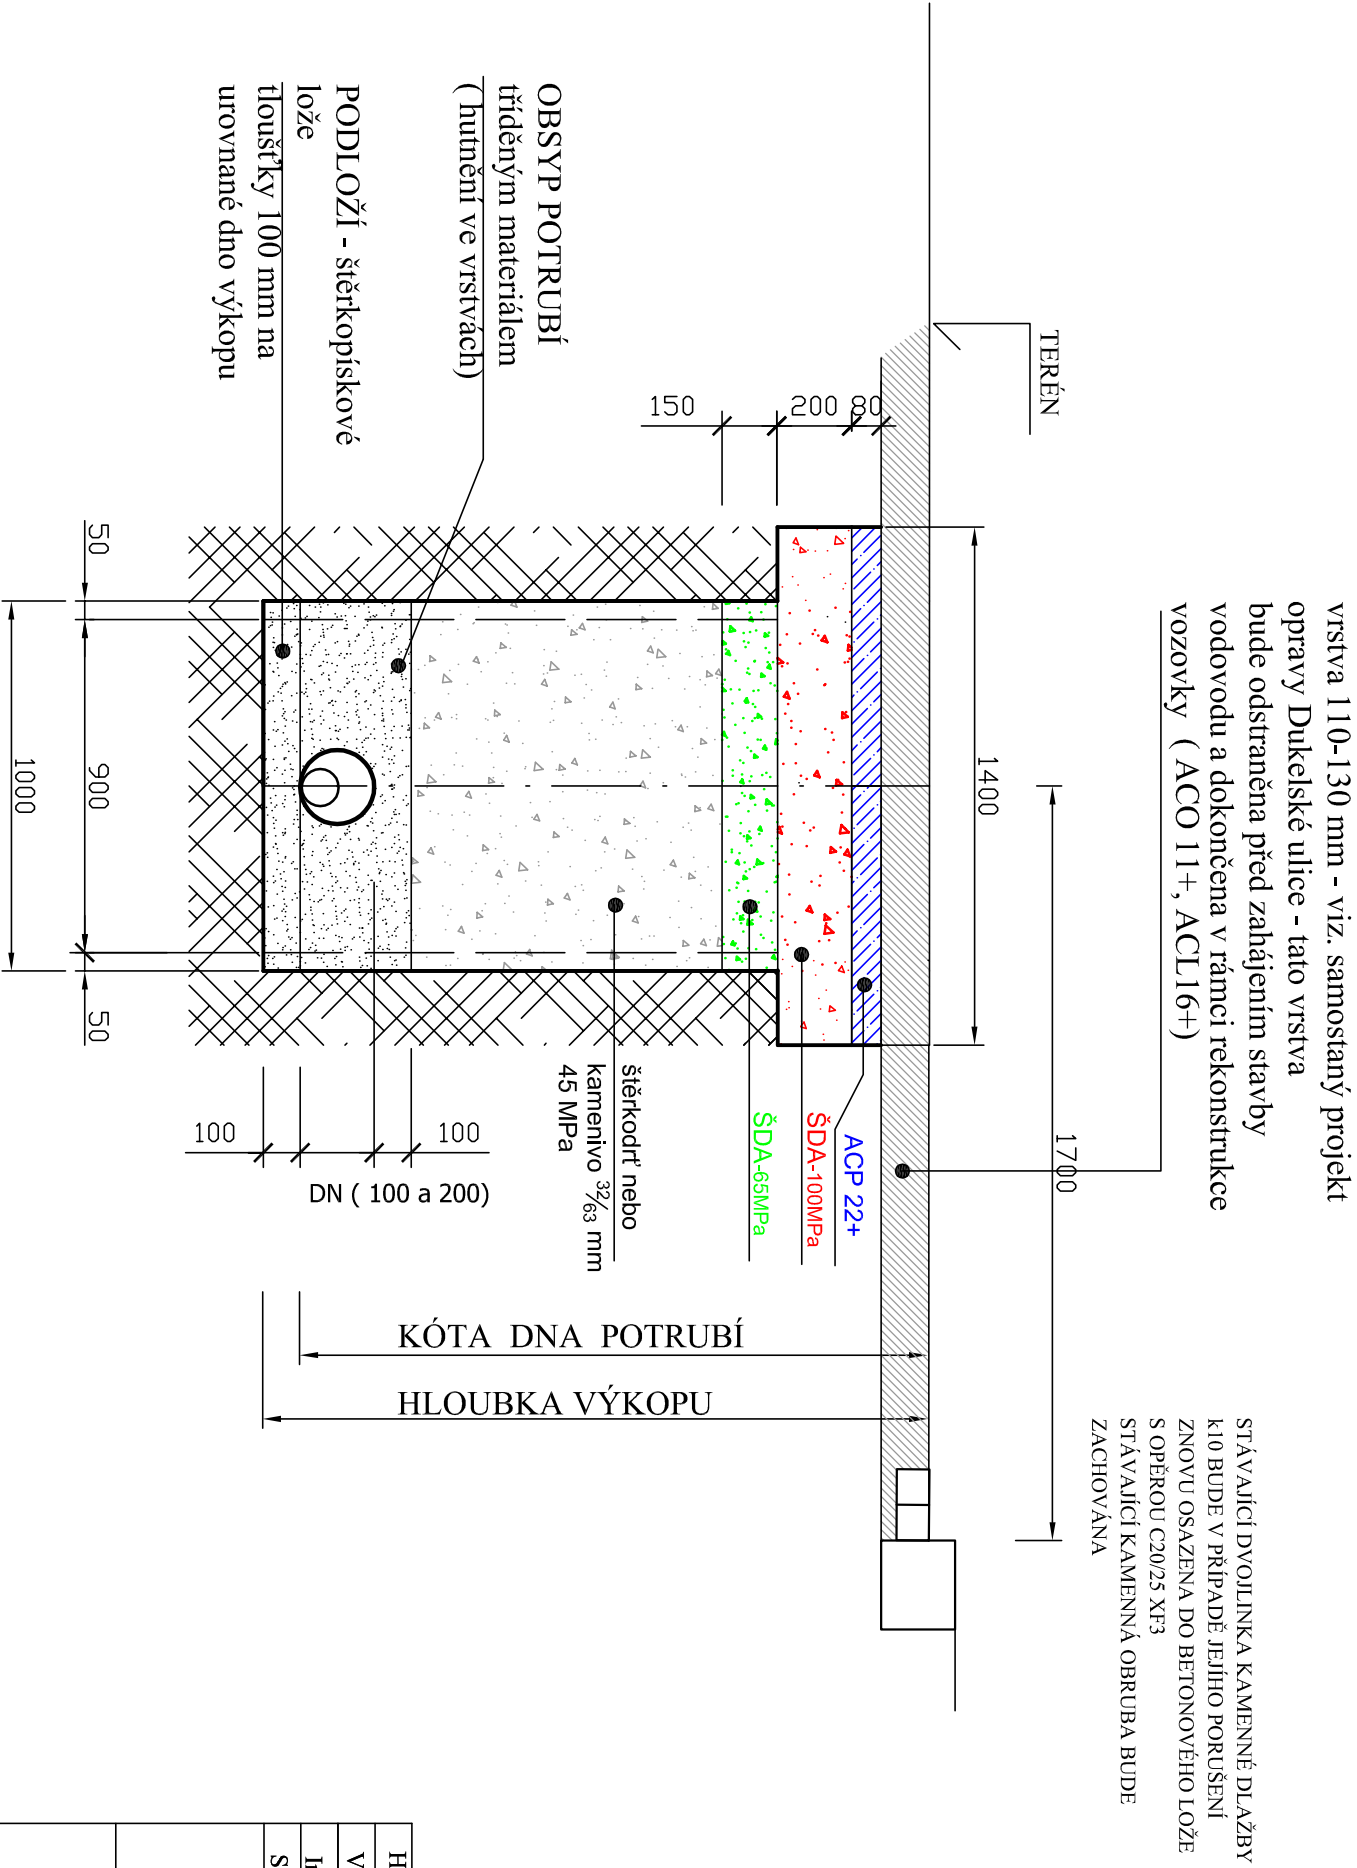 vrstva 110-130 mm - viz. samostaný projekt
opravy Dukelské ulice - tato vrstva
bude odstraněna před zahájením stavby
vodovodu a dokončena v rámci rekonstrukce
vozovky ( ACO 11+, ACL16+)
TERÉN
1700
1400
150
200
80
OBSYP POTRUBÍ
tříděným materiálem
( hutnění ve vrstvách)
PODLOŽÍ - štěrkopískové
lože
tloušťky 100 mm na
urovnané dno výkopu
50
900
50
1000
ACP 22+
ŠDA-100MPa
ŠDA-65MPa
štěrkodrť nebo
kamenivo 32/63 mm
45 MPa
100
100
DN ( 100 a 200)
KÓTA DNA POTRUBÍ
HLOUBKA VÝKOPU
STÁVAJÍCÍ DVOJLINKA KAMENNÉ DLAŽBY
k10 BUDE V PŘÍPADĚ JEJÍHO PORUŠENÍ
ZNOVU OSAZENA DO BETONOVÉHO LOŽE
S OPĚROU C20/25 XF3
STÁVAJÍCÍ KAMENNÁ OBRUBA BUDE
ZACHOVÁNA